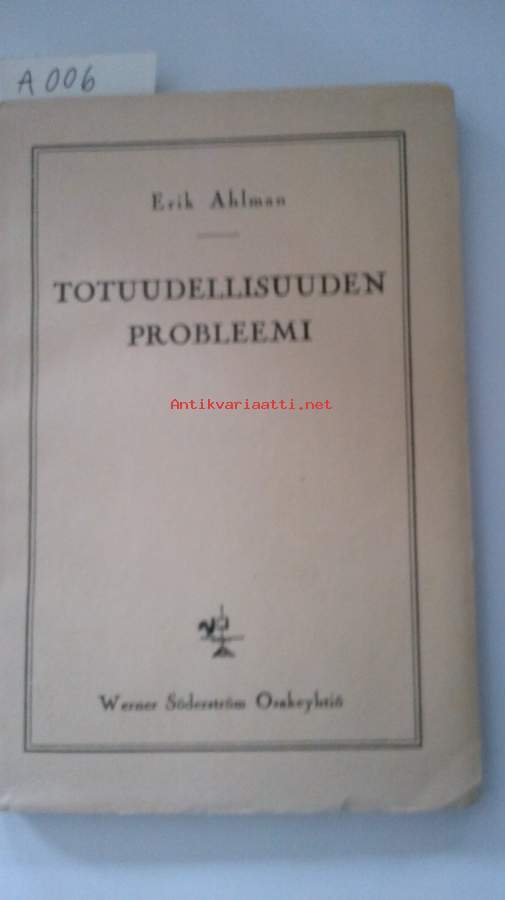 A 006
Erik Ahlman
TOTUUDELLISUUDEN
PROBLEEMI
Antikvariaatti.net
Werner Söderström Osakeyhtiö